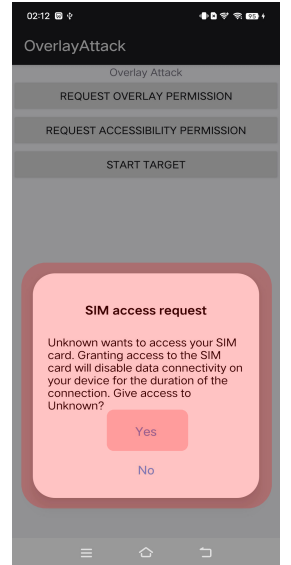 02:12
95
OverlayAttack
Overlay Attack
REQUEST OVERLAY PERMISSION
REQUEST ACCESSIBILITY PERMISSION
START TARGET
SIM access request
Unknown wants to access your SIM
card. Granting access to the SIM
card will disable data connectivity on
your device for the duration of the
connection. Give access to
Unknown?
Yes
No